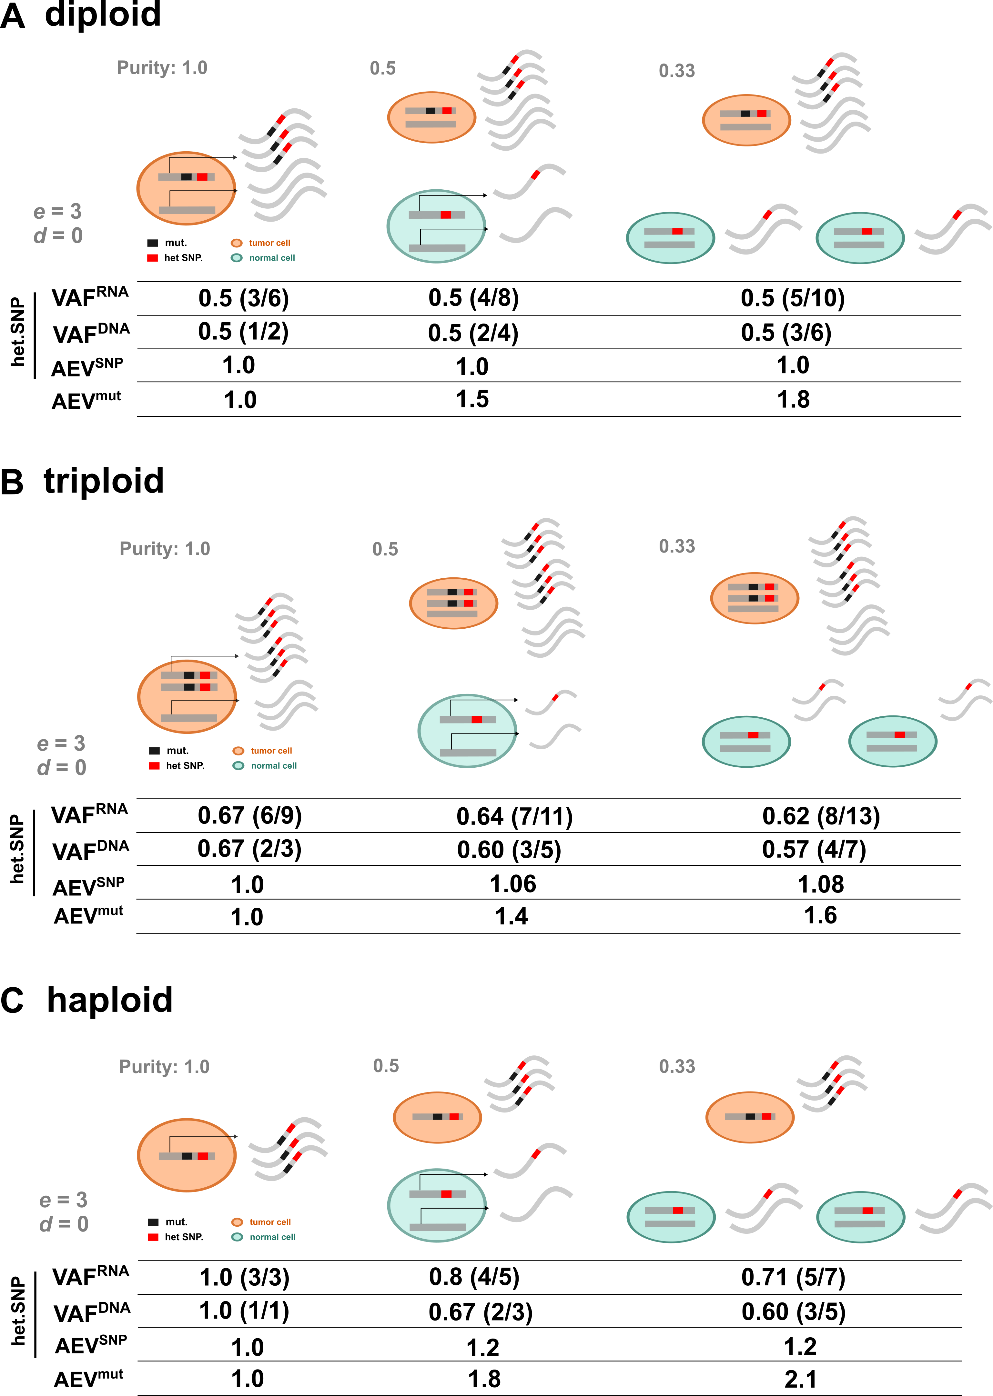 A diploid
Purity: 1.0
0.5
0.33
e = 3
d = 0
mut.
tumor cell
het SNP.
normal cell
het.SNP
VAFRNA 0.5 (3/6) 0.5 (4/8) 0.5 (5/10)
VAFDNA 0.5 (1/2) 0.5 (2/4) 0.5 (3/6)
AEVSNP 1.0 1.0 1.0
AEVmut 1.0 1.5 1.8
B triploid
Purity: 1.0
0.5
0.33
e = 3
d = 0
mut.
tumor cell
het SNP.
normal cell
het.SNP
VAFRNA 0.67 (6/9) 0.64 (7/11) 0.62 (8/13)
VAFDNA 0.67 (2/3) 0.60 (3/5) 0.57 (4/7)
AEVSNP 1.0 1.06 1.08
AEVmut 1.0 1.4 1.6
C haploid
Purity: 1.0
0.5
0.33
e = 3
d = 0
mut.
tumor cell
het SNP.
normal cell
het.SNP
VAFRNA 1.0 (3/3) 0.8 (4/5) 0.71 (5/7)
VAFDNA 1.0 (1/1) 0.67 (2/3) 0.60 (3/5)
AEVSNP 1.0 1.2 1.2
AEVmut 1.0 1.8 2.1